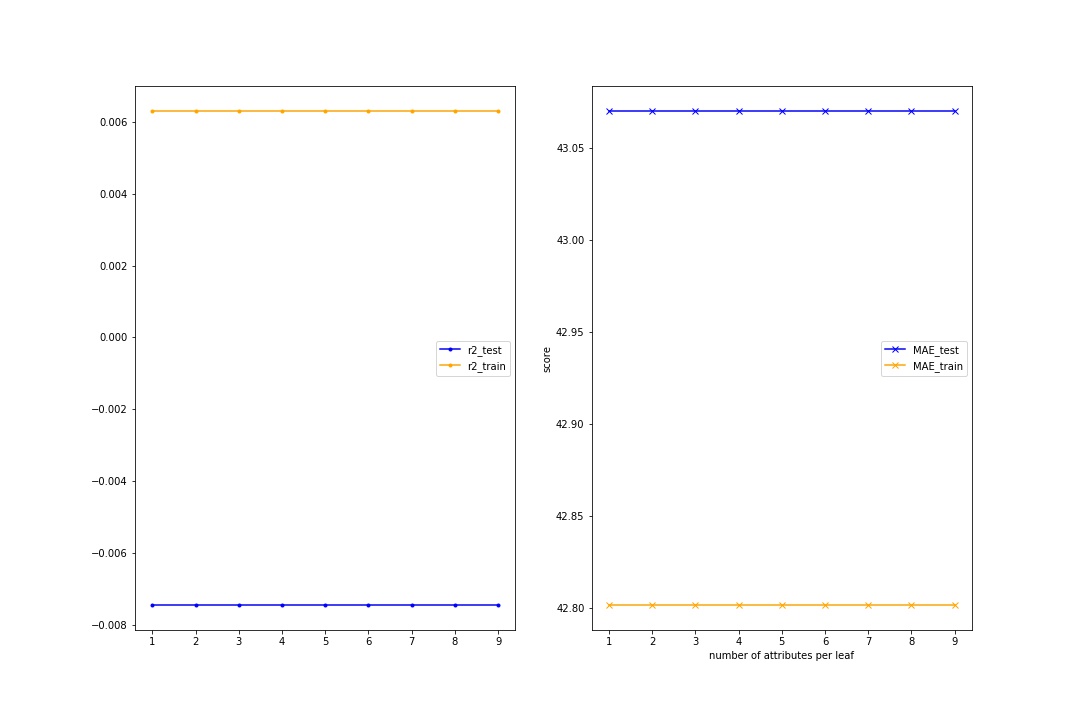 0.006
0.004
0.002
0.000
−0.002
−0.004
−0.006
−0.008
1 2 3 4 5 6 7 8 9
r2_test
r2_train
score
43.05
43.00
42.95
42.90
42.85
42.80
1 2 3 4 5 6 7 8 9
number of attributes per leaf
MAE_test
MAE_train